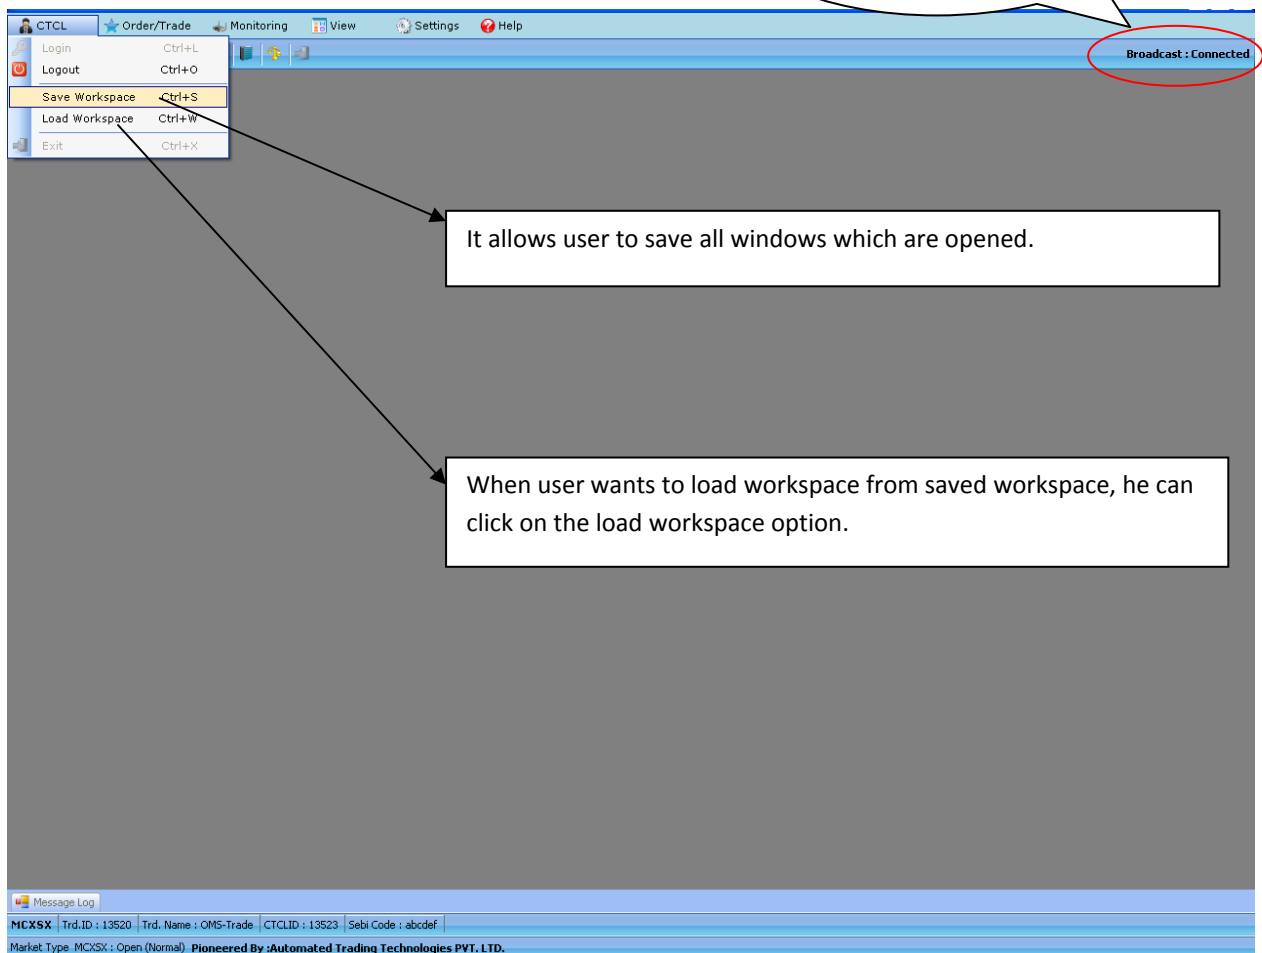 CTCL Order/Trade Monitoring View Settings Help
Broadcast : Connected
Login Ctrl+L
Logout Ctrl+O
Save Workspace Ctrl+S
Load Workspace Ctrl+W
Exit Ctrl+X
It allows user to save all windows which are opened.
When user wants to load workspace from saved workspace, he can
click on the load workspace option.
Message Log
MCXSX Trd.ID : 13520 Trd. Name : OMS-Trade CTCLID : 13523 Sebi Code : abcdef
Market Type MCXSX : Open (Normal) Pioneered By :Automated Trading Technologies PVT. LTD.